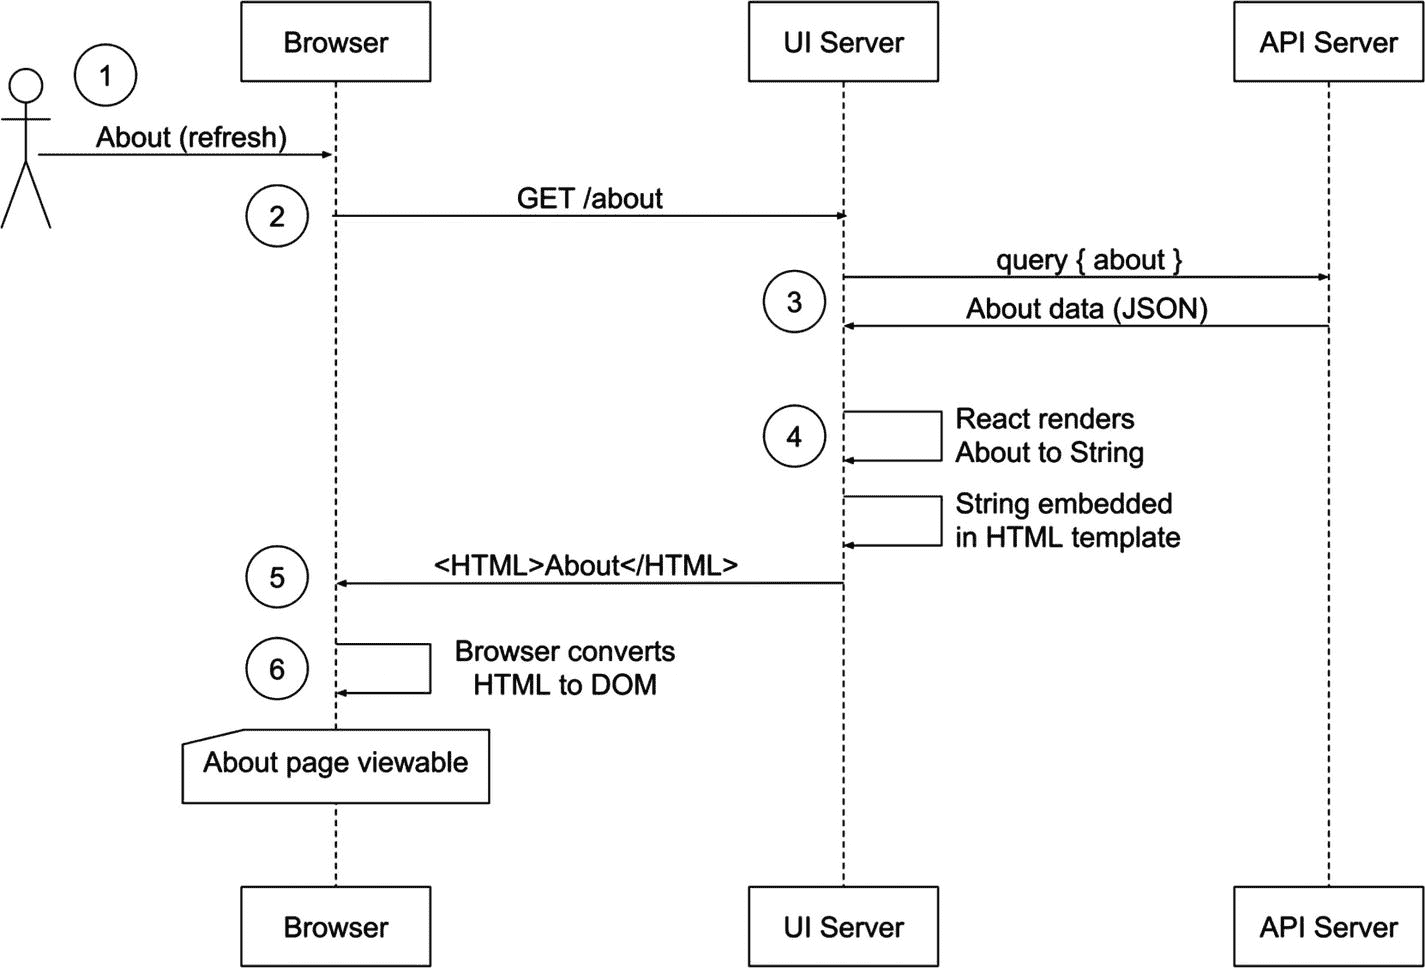 Browser
UI Server
API Server
1
About (refresh)
2
GET /about
query { about }
3
About data (JSON)
4
React renders
About to String
String embedded
in HTML template
5
<HTML>About</HTML>
6
Browser converts
HTML to DOM
About page viewable
Browser
UI Server
API Server